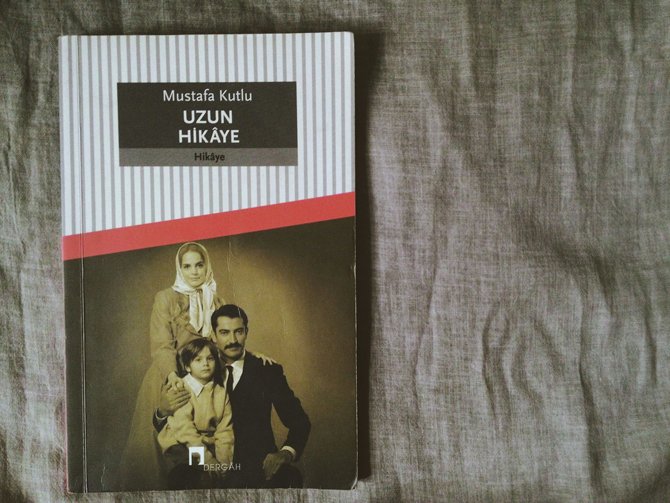 Mustafa Kutlu
UZUN
HİKÂYE
Hikâye
DERGÂH